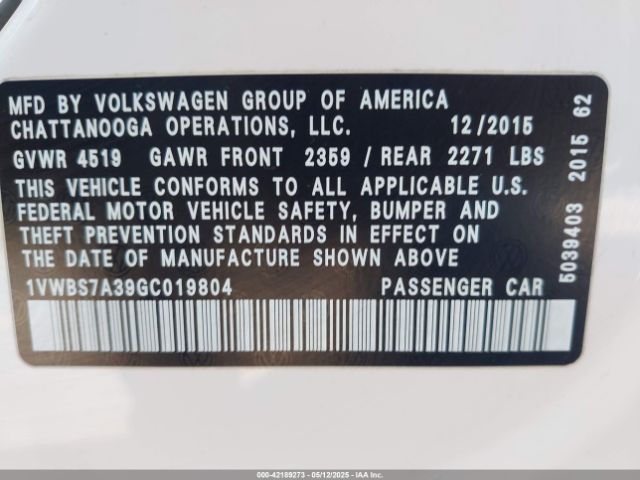 MFD BY VOLKSWAGEN GROUP OF AMERICA
CHATTANOOGA OPERATIONS, LLC. 12/2015
GVWR 4519 GAWR FRONT 2359 / REAR 2271 LBS
THIS VEHICLE CONFORMS TO ALL APPLICABLE U.S.
FEDERAL MOTOR VEHICLE SAFETY, BUMPER AND
THEFT PREVENTION STANDARDS IN EFFECT ON
THE DATE OF MANUFACTURE SHOWN ABOVE
1VWBS7A39GC019804 PASSENGER CAR
5039403 2015 62
000-42189273 - 05/12/2025 - IAA Inc.